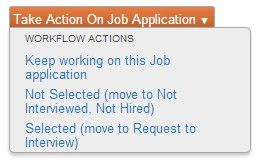 Take Action On Job Application ▼
WORKFLOW ACTIONS
Keep working on this Job
application
Not Selected (move to Not
Interviewed, Not Hired)
Selected (move to Request to
Interview)